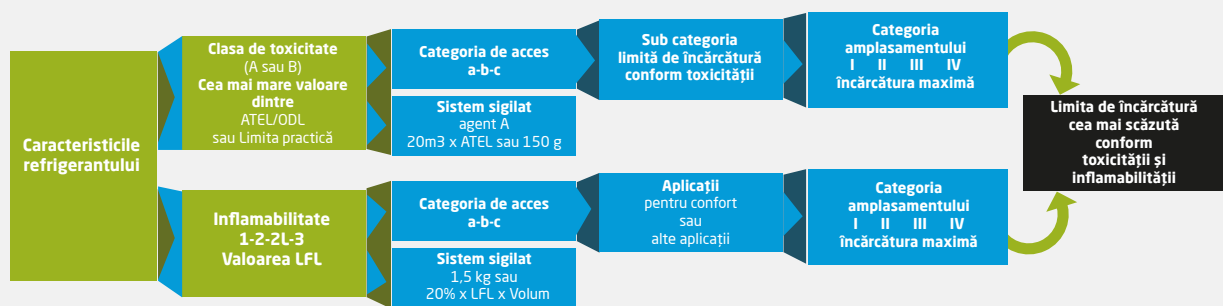 Caracteristicile
refrigerantului
Clasa de toxicitate
(A sau B)
Cea mai mare valoare
dintre
ATEL/ODL
sau Limita practică
Categoria de acces
a-b-c
Sistem sigilat
agent A
20m3 x ATEL sau 150 g
Sub categoria
limită de încărcătură
conform toxicității
Categoria
amplasamentului
I II III IV
încărcătura maximă
Inflamabilitate
1-2-2L-3
Valoarea LFL
Categoria de acces
a-b-c
Sistem sigilat
1,5 kg sau
20% x LFL x Volum
Aplicații
pentru confort
sau
alte aplicații
Categoria
amplasamentului
I II III IV
încărcătura maximă
Limita de încărcătură
cea mai scăzută
conform
toxicității și
inflamabilității